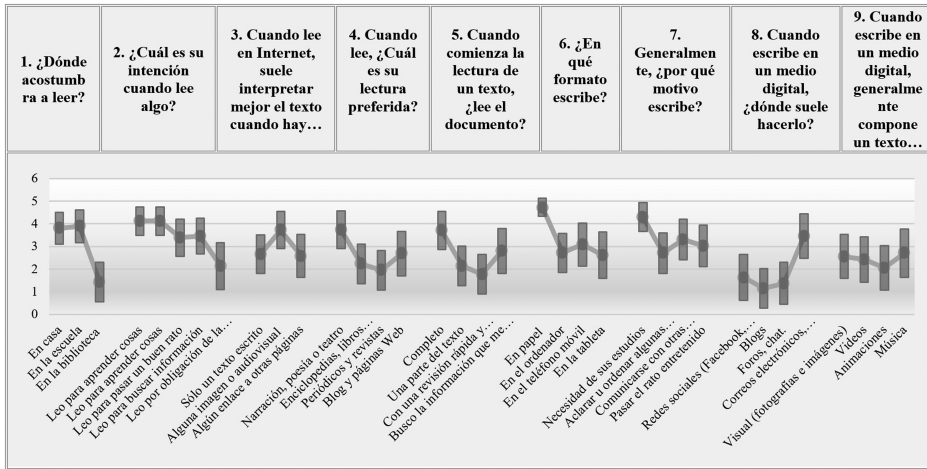 1. ¿Dónde
acostumb
ra a leer?
2. ¿Cuál es su
intención
cuando lee
algo?
3. Cuando lee
en Internet,
suele
interpretar
mejor el texto
cuando hay…
4. Cuando
lee, ¿Cuál
es su
lectura
preferida?
5. Cuando
comienza la
lectura de
un texto,
¿lee el
documento?
6. ¿En
qué
formato
escribe?
7.
Generalmen
te, ¿por qué
motivo
escribe?
8. Cuando
escribe en
un medio
digital,
¿dónde suele
hacerlo?
9. Cuando
escribe en
un medio
digital,
generalme
nte
compone
un texto…
6
5
4
3
2
1
0
En casa
En la escuela
En la biblioteca
Leo para aprender cosas
Leo para aprender cosas
Leo para pasar un buen rato
Leo para buscar información
Leo por obligación de la…
Sólo un texto escrito
Alguna imagen o audiovisual
Algún enlace a otras páginas
Narración, poesía o teatro
Enciclopedias, libros…
Periódicos y revistas
Blog y páginas Web
Completo
Una parte del texto
Con una revisión rápida y…
Busco la información que me…
En papel
En el ordenador
En el teléfono móvil
En la tableta
Necesidad de sus estudios
Aclarar u ordenar algunas…
Comunicarse con otras…
Pasar el rato entretenido
Redes sociales (Facebook,…
Blogs
Foros, chat.
Correos electrónicos,…
Visual (fotografías e imágenes)
Vídeos
Animaciones
Música